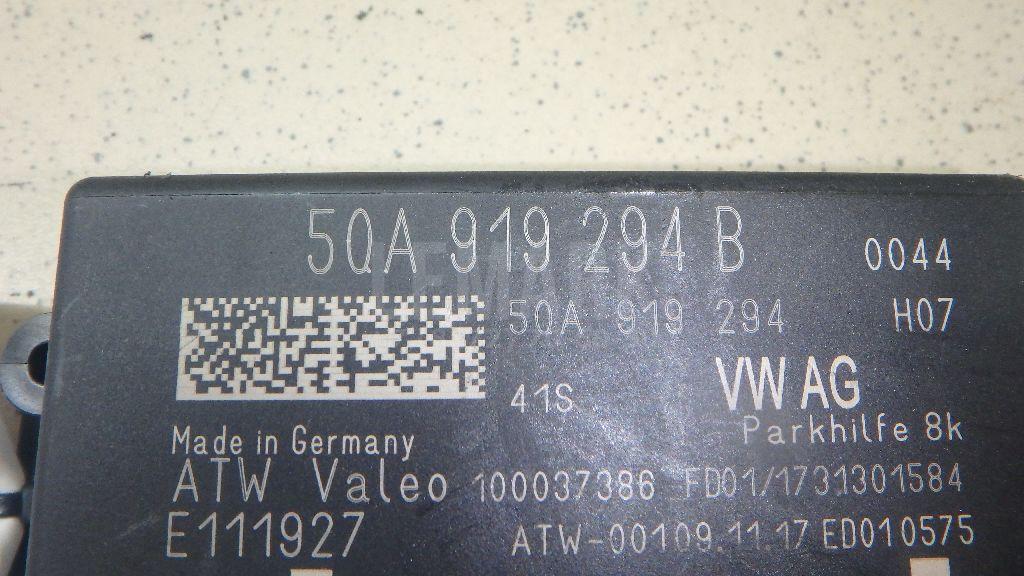 5QA 919 294 B 0044
5QA 919 294 H07
41S VW AG
Parkhilfe 8k
Made in Germany
ATW Valeo 100037386 FD01/1731301584
E111927 ATW-00109.11.17 ED010575